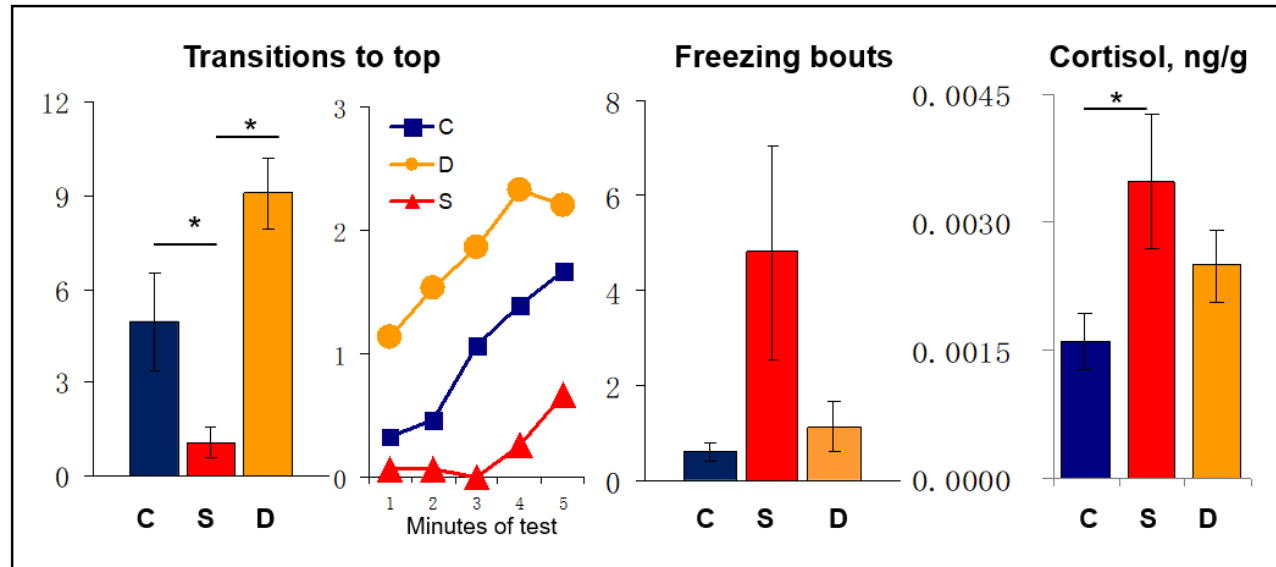 Transitions to top
12
9
6
3
0
*
*
C S D
3
2
1
0
C
D
S
1 2 3 4 5
Minutes of test
Freezing bouts
8
6
4
2
0
C S D
Cortisol, ng/g
0.0045
0.0030
0.0015
0.0000
*
C S D